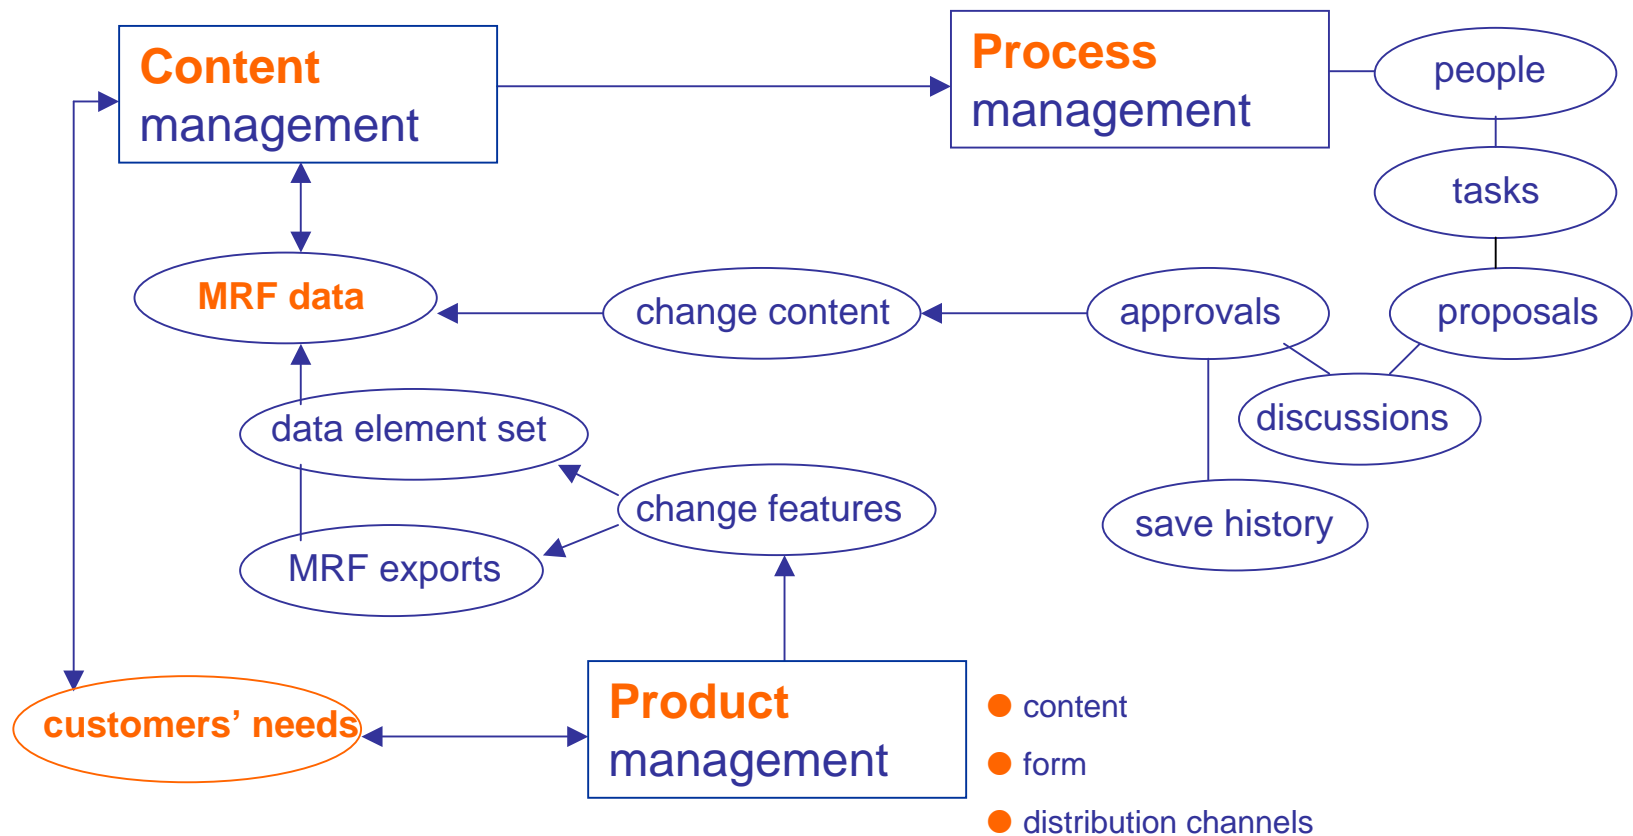 Content
management
Process
management
people
tasks
MRF data
change content
approvals
proposals
data element set
discussions
change features
save history
MRF exports
customers’ needs
Product
management
content
form
distribution channels